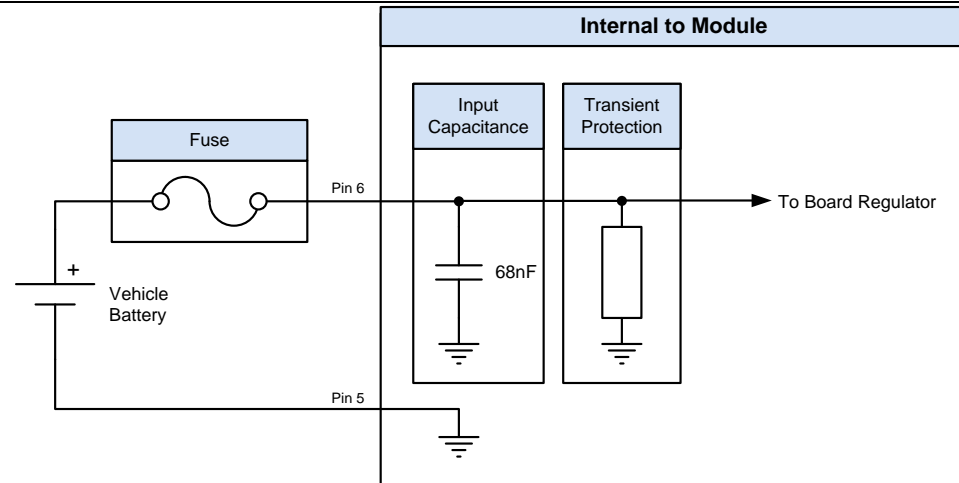 Internal to Module
Input
Capacitance
Transient
Protection
Fuse
Pin 6
To Board Regulator
68nF
+
Vehicle
Battery
Pin 5